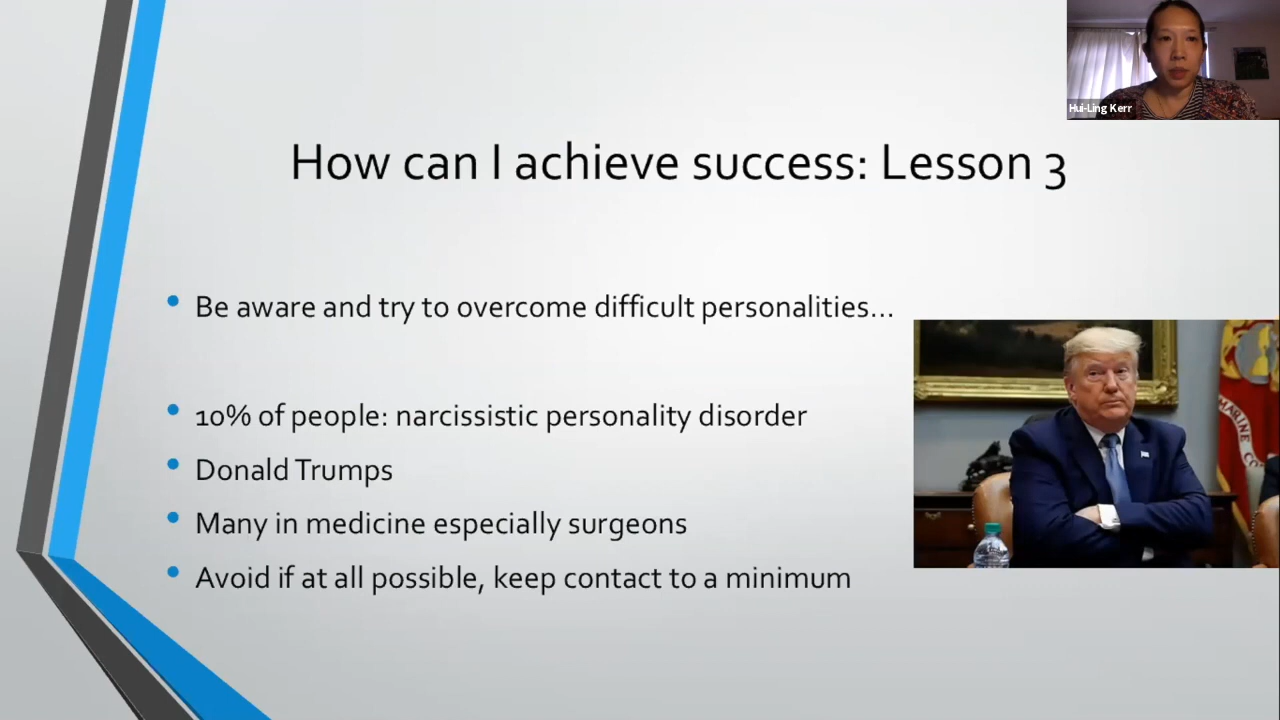 Hui-Ling Kerr
How can I achieve success: Lesson 3
Be aware and try to overcome difficult personalities...
10% of people: narcissistic personality disorder
Donald Trumps
Many in medicine especially surgeons
Avoid if at all possible, keep contact to a minimum
MARINE CO